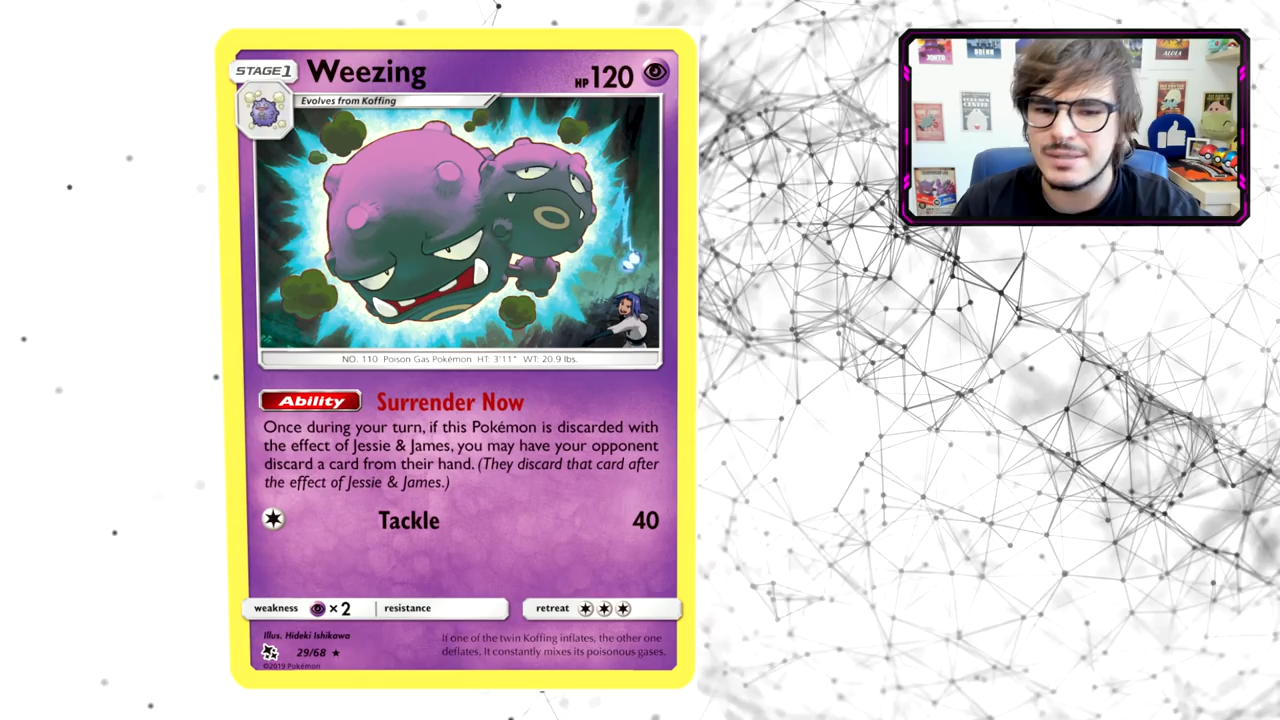 STAGE1
Weezing
HP 120
Evolves from Koffing
NO. 110 Poison Gas Pokémon HT: 3'11" WT: 20.9 lbs.
Ability Surrender Now
Once during your turn, if this Pokémon is discarded with
the effect of Jessie & James, you may have your opponent
discard a card from their hand. (They discard that card after
the effect of Jessie & James.)
Tackle 40
weakness ×2 resistance retreat
Illus. Hideki Ishikawa
29/68 ★
©2019 Pokémon
If one of the twin Koffing inflates, the other one
deflates. It constantly mixes its poisonous gases.
JOHTO
ALOLA